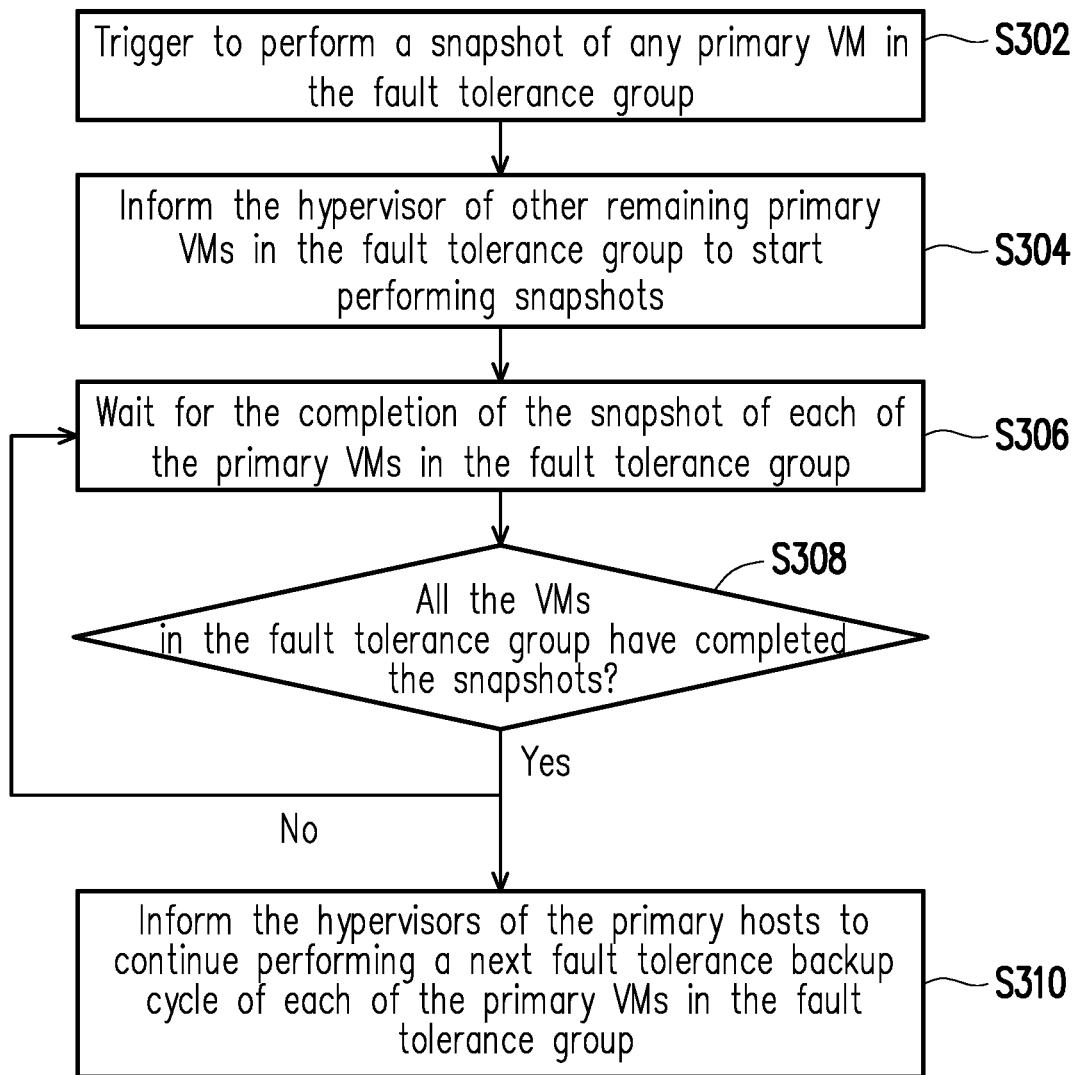 Trigger to perform a snapshot of any primary VM in
the fault tolerance group
S302
Inform the hypervisor of other remaining primary
VMs in the fault tolerance group to start
performing snapshots
S304
Wait for the completion of the snapshot of each of
the primary VMs in the fault tolerance group
S306
S308
All the VMs
in the fault tolerance group have completed
the snapshots?
Yes
No
Inform the hypervisors of the primary hosts to
continue performing a next fault tolerance backup
cycle of each of the primary VMs in the fault
tolerance group
S310